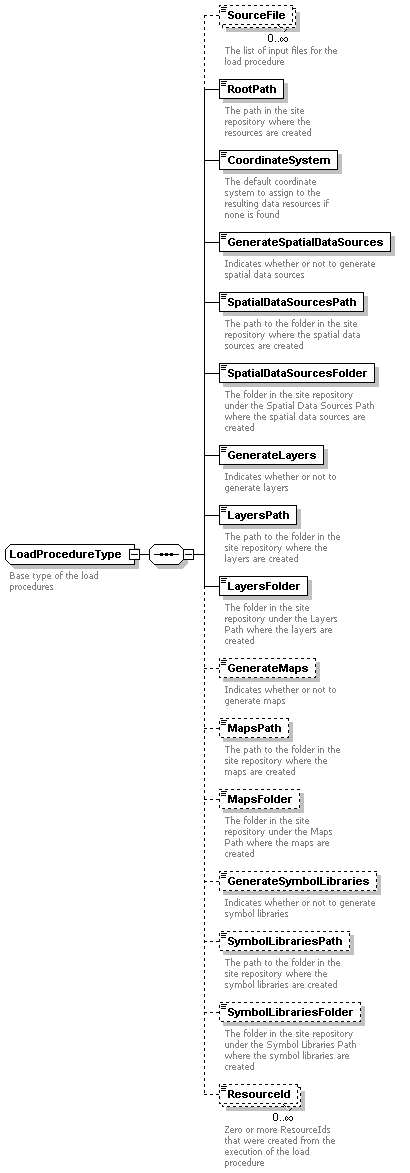 SourceFile
0..∞
The list of input files for the
load procedure
RootPath
The path in the site
repository where the
resources are created
CoordinateSystem
The default coordinate
system to assign to the
resulting data resources if
none is found
GenerateSpatialDataSources
Indicates whether or not to generate
spatial data sources
SpatialDataSourcesPath
The path to the folder in the site
repository where the spatial data
sources are created
SpatialDataSourcesFolder
The folder in the site repository
under the Spatial Data Sources Path
where the spatial data sources are
created
GenerateLayers
Indicates whether or not to
generate layers
LayersPath
The path to the folder in the
site repository where the
layers are created
LoadProcedureType
Base type of the load
procedures
LayersFolder
The folder in the site
repository under the Layers
Path where the layers are
created
GenerateMaps
Indicates whether or not to
generate maps
MapsPath
The path to the folder in the
site repository where the
maps are created
MapsFolder
The folder in the site
repository under the Maps
Path where the maps are
created
GenerateSymbolLibraries
Indicates whether or not to generate
symbol libraries
SymbolLibrariesPath
The path to the folder in the
site repository where the
symbol libraries are created
SymbolLibrariesFolder
The folder in the site repository
under the Symbol Libraries Path
where the symbol libraries are
created
ResourceId
0..∞
Zero or more ResourceIds
that were created from the
execution of the load
procedure